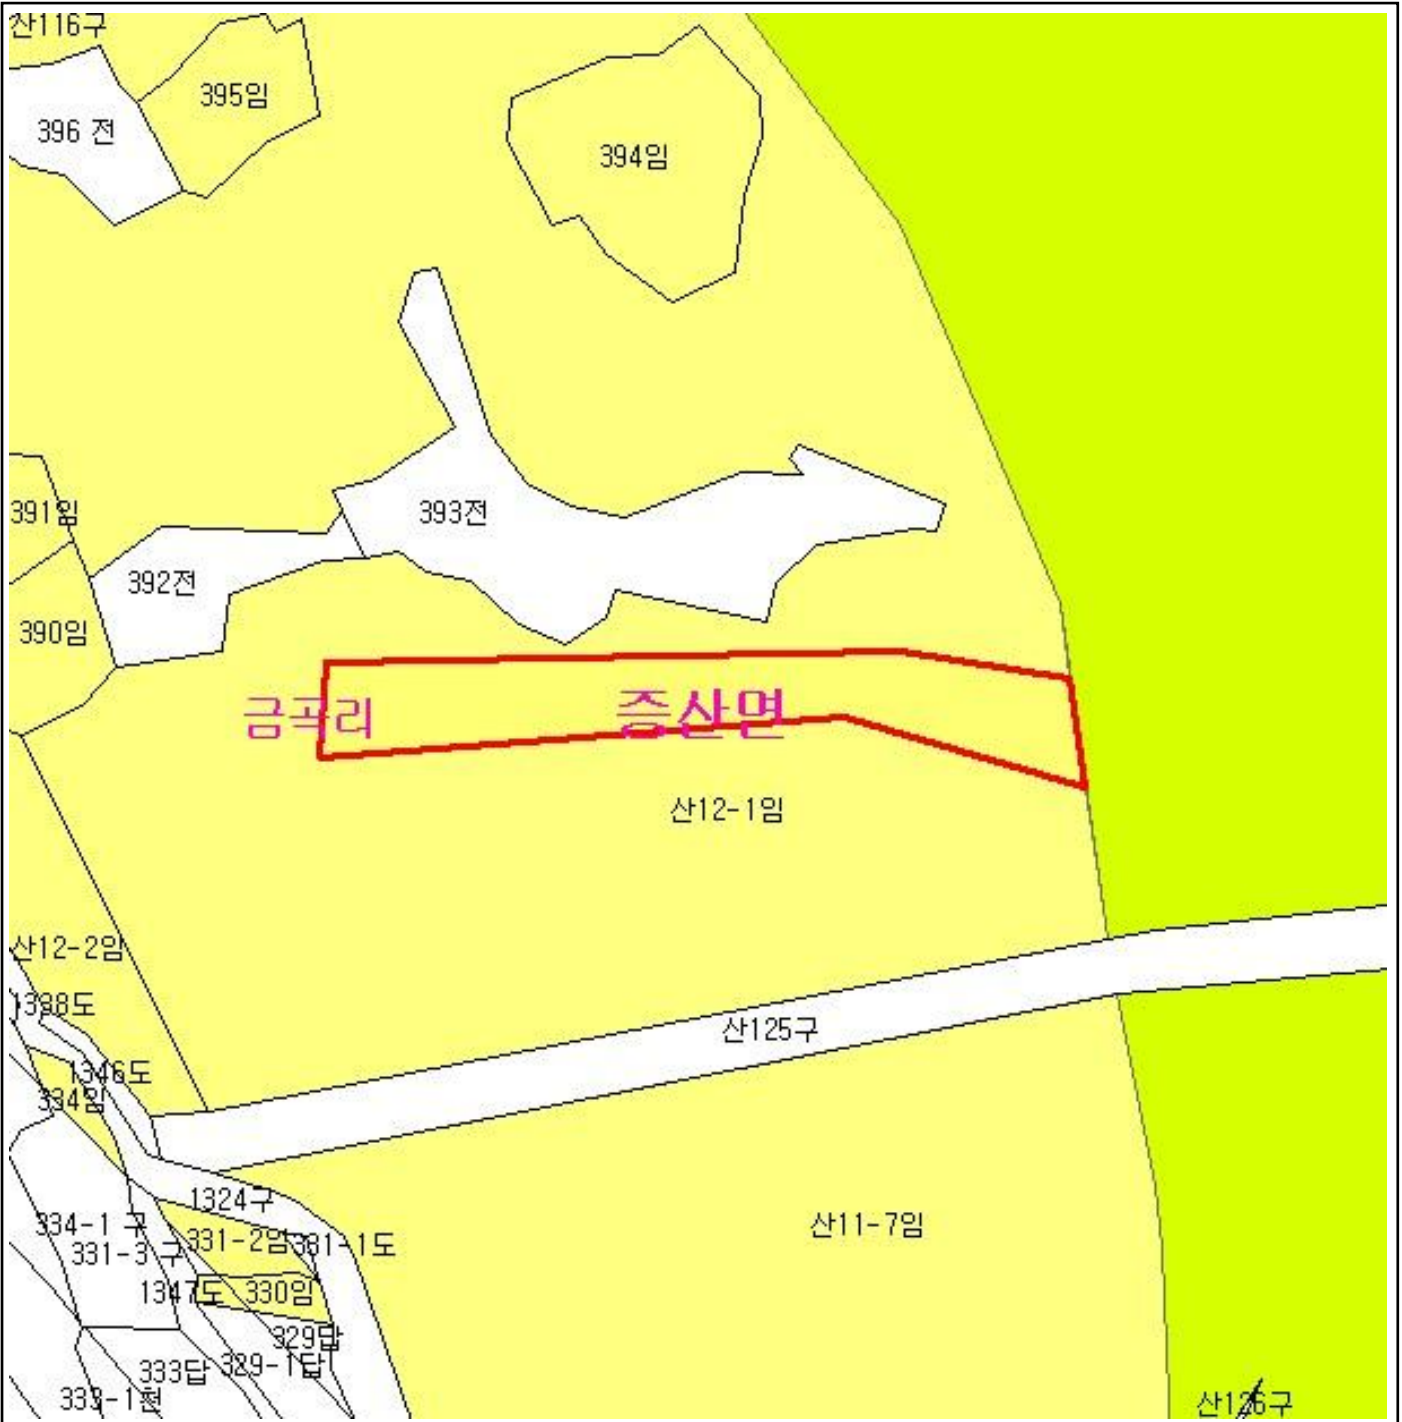 산116구
395임
396 전
394임
391임
393전
392전
390임
금곡리
증산면
산12-1임
산12-2임
1338도
산125구
1346도
334임
1324구
334-1 구
산11-7임
331-2임
331-1도
331-3 구
1347도
330임
329답
329-1답
333답
333-1천
산126구